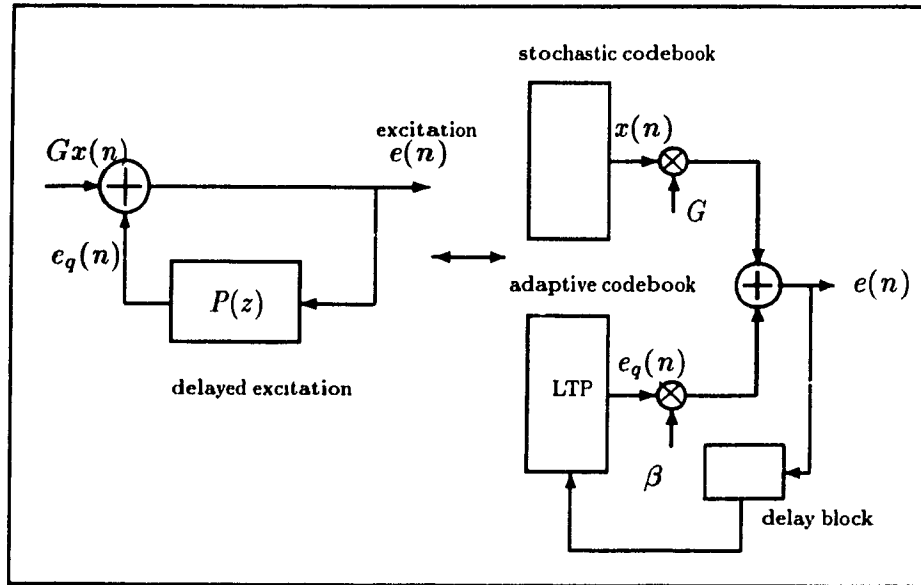 stochastic codebook
x(n)
G
excitation
e(n)
Gx(n)
e_q(n)
P(z)
delayed excitation
adaptive codebook
e(n)
LTP
e_q(n)
β
delay block